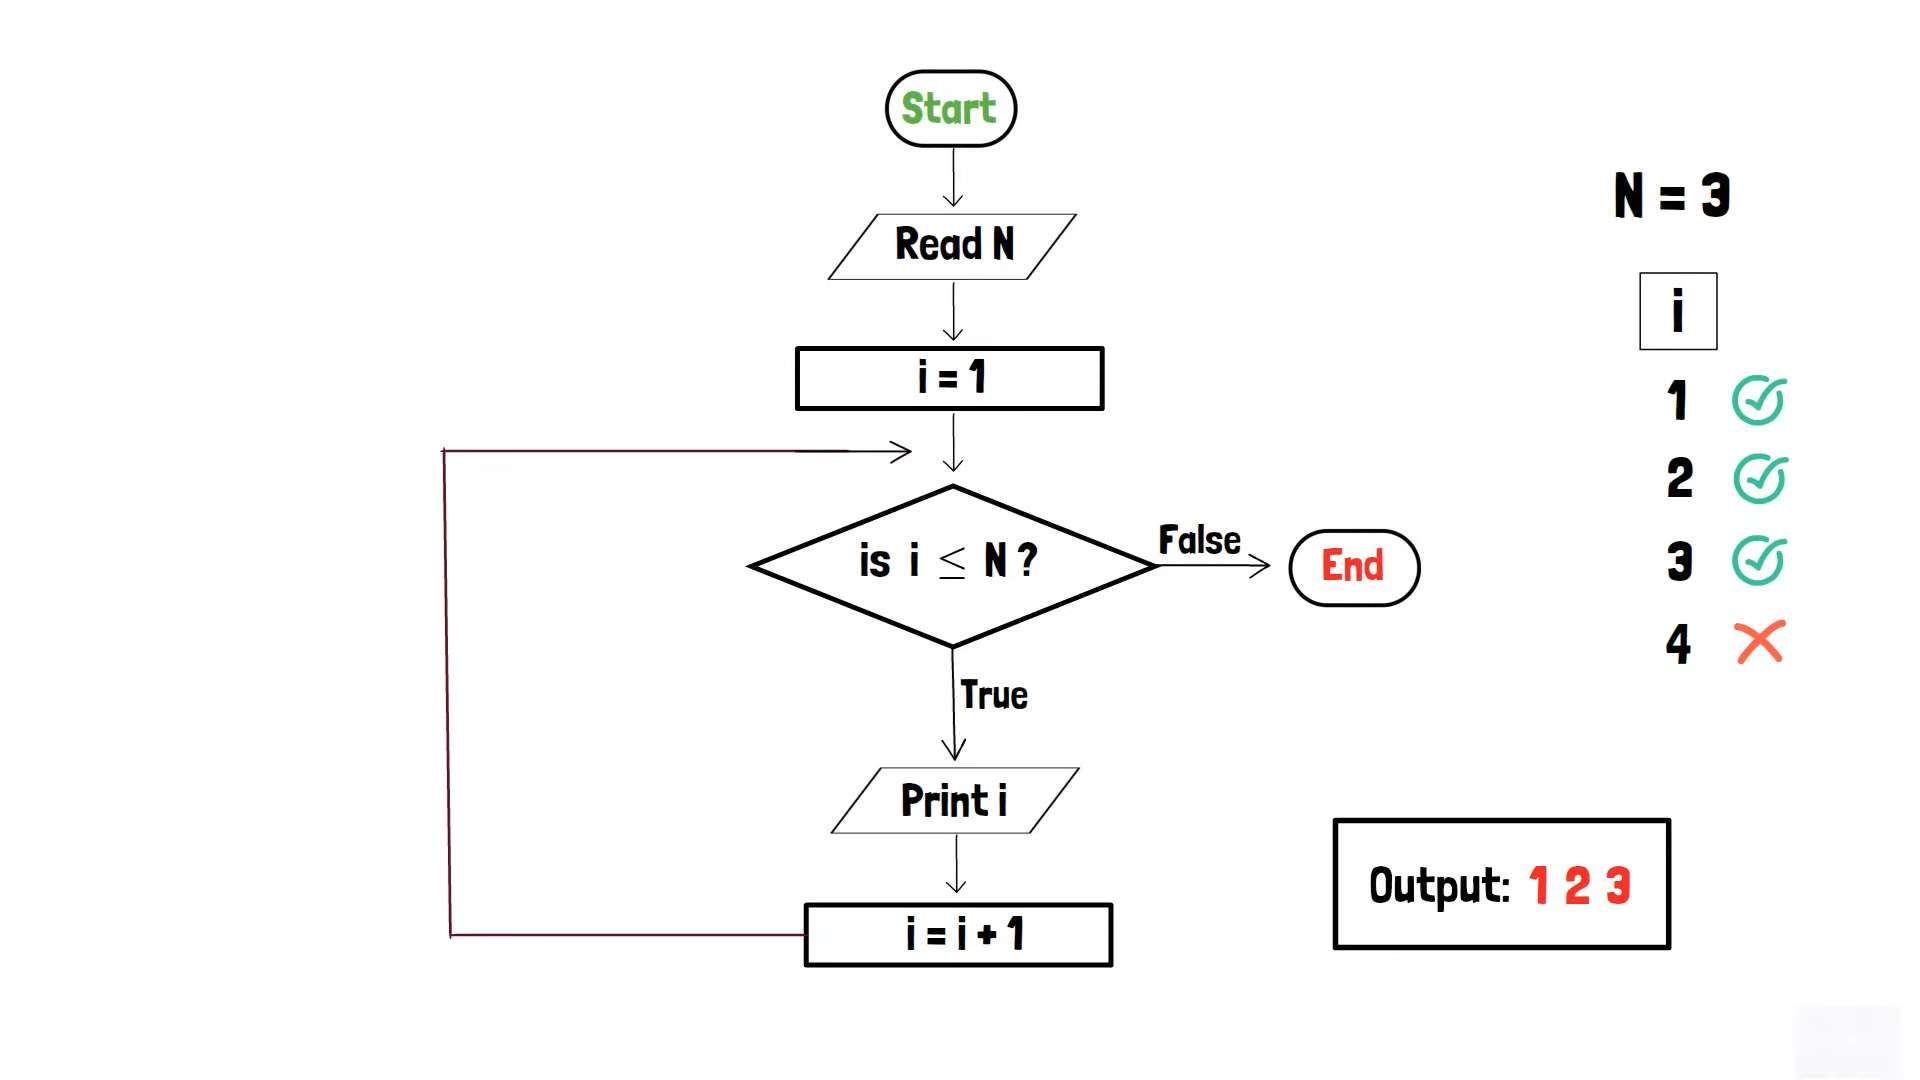 Start
Read N
i = 1
is i ≤ N ?
False
End
True
Print i
i = i + 1
N = 3
i
1
2
3
4
Output: 1 2 3